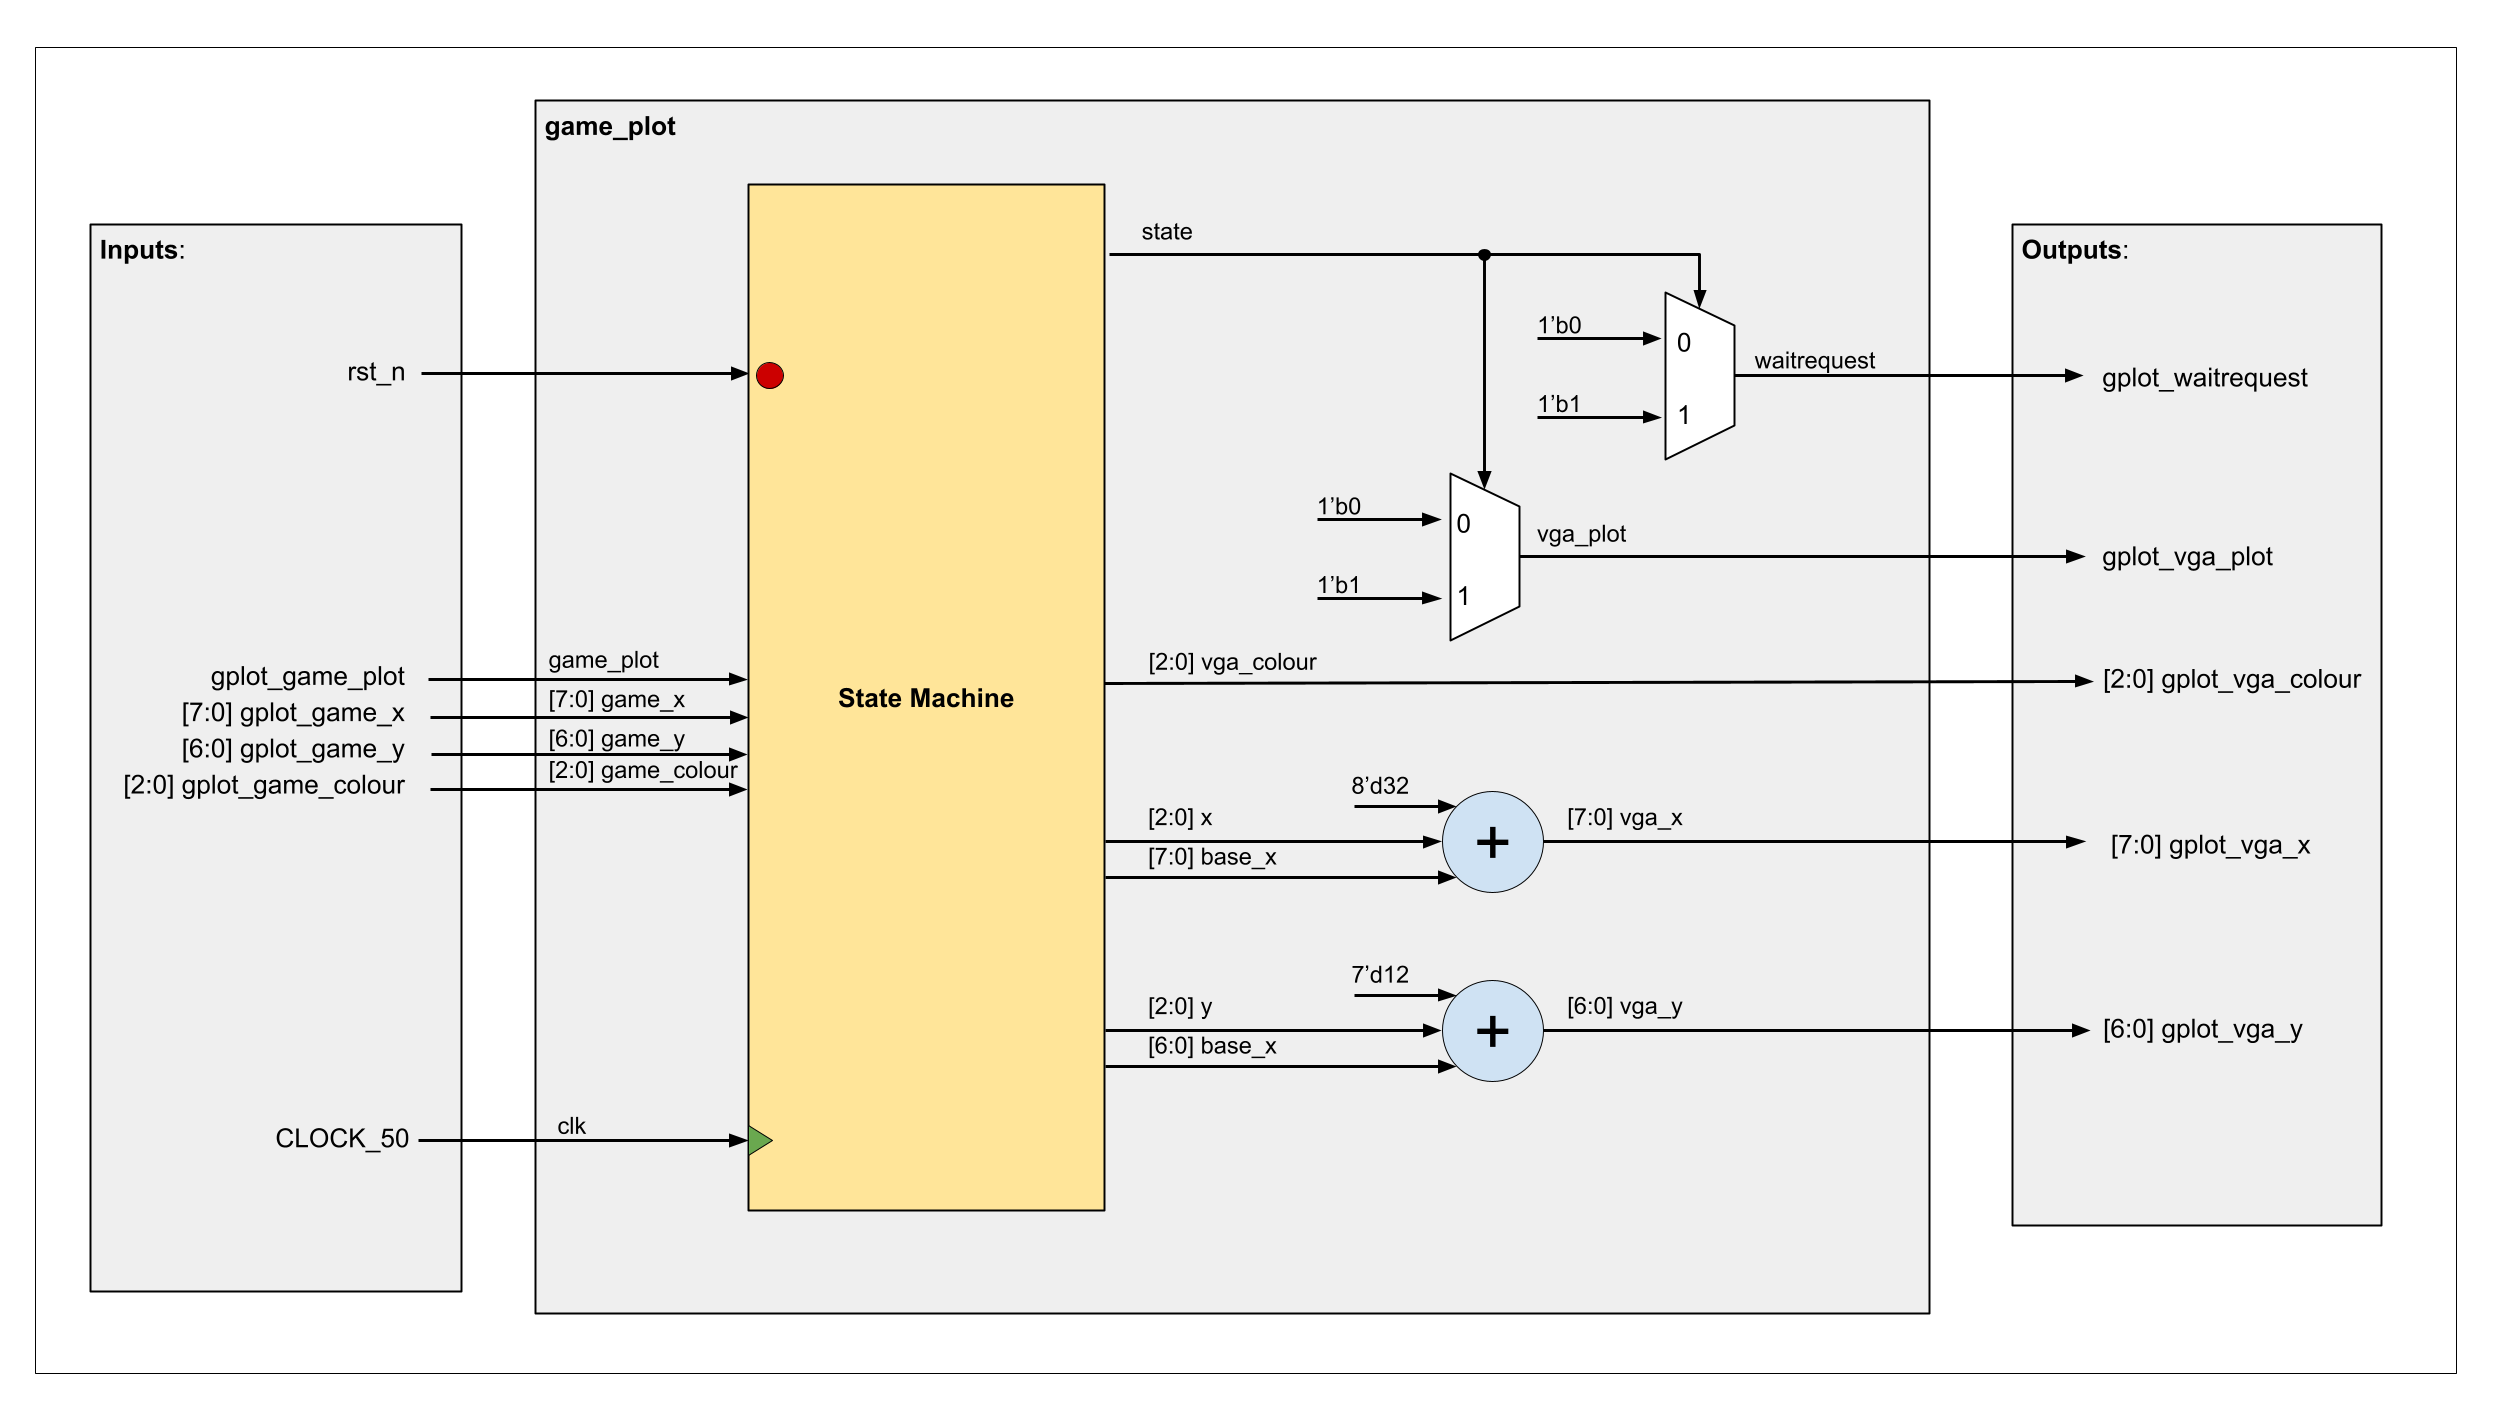 game_plot
Inputs:
rst_n
gplot_game_plot
[7:0] gplot_game_x
[6:0] gplot_game_y
[2:0] gplot_game_colour
CLOCK_50
game_plot
[7:0] game_x
[6:0] game_y
[2:0] game_colour
clk
State Machine
state
1’b0
1’b1
0
1
waitrequest
1’b0
1’b1
0
1
vga_plot
[2:0] vga_colour
8’d32
[2:0] x
[7:0] base_x
+
[7:0] vga_x
7’d12
[2:0] y
[6:0] base_x
+
[6:0] vga_y
Outputs:
gplot_waitrequest
gplot_vga_plot
[2:0] gplot_vga_colour
[7:0] gplot_vga_x
[6:0] gplot_vga_y